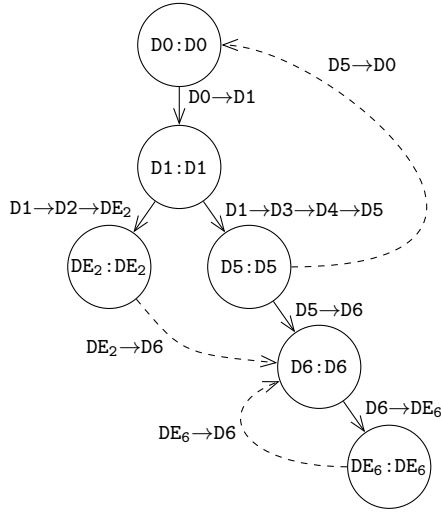 D0:D0
D5→D0
D0→D1
D1:D1
D1→D2→DE₂
D1→D3→D4→D5
DE₂:DE₂
D5:D5
D5→D6
DE₂→D6
D6:D6
D6→DE₆
DE₆→D6
DE₆:DE₆